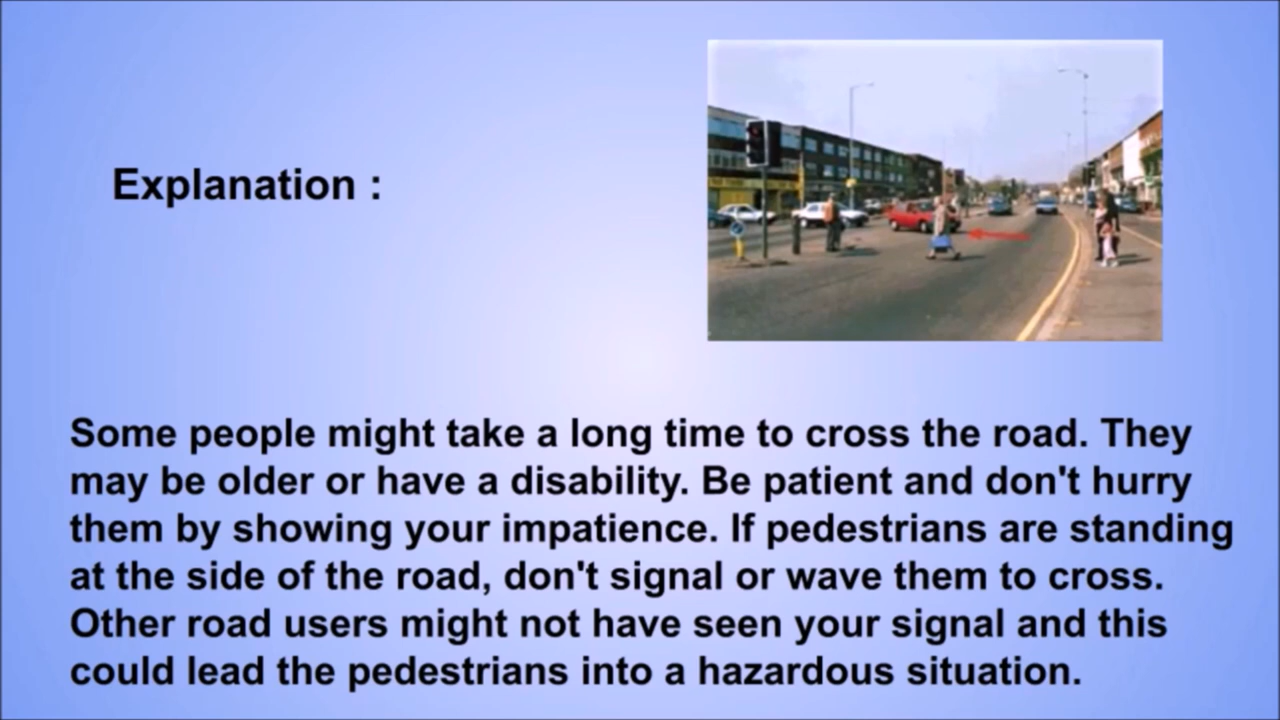 Explanation :
Some people might take a long time to cross the road. They
may be older or have a disability. Be patient and don't hurry
them by showing your impatience. If pedestrians are standing
at the side of the road, don't signal or wave them to cross.
Other road users might not have seen your signal and this
could lead the pedestrians into a hazardous situation.